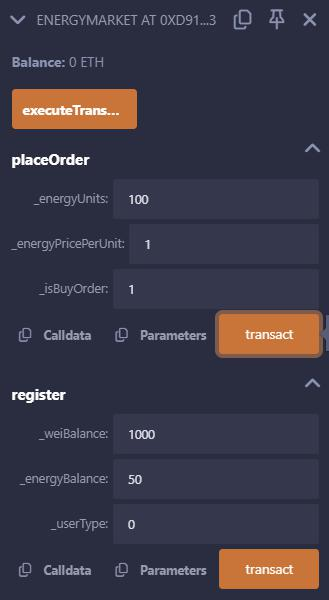 ENERGYMARKET AT 0XD91...3
Balance: 0 ETH
executeTrans...
placeOrder
_energyUnits: 100
_energyPricePerUnit: 1
_isBuyOrder: 1
Calldata Parameters transact
register
_weiBalance: 1000
_energyBalance: 50
_userType: 0
Calldata Parameters transact